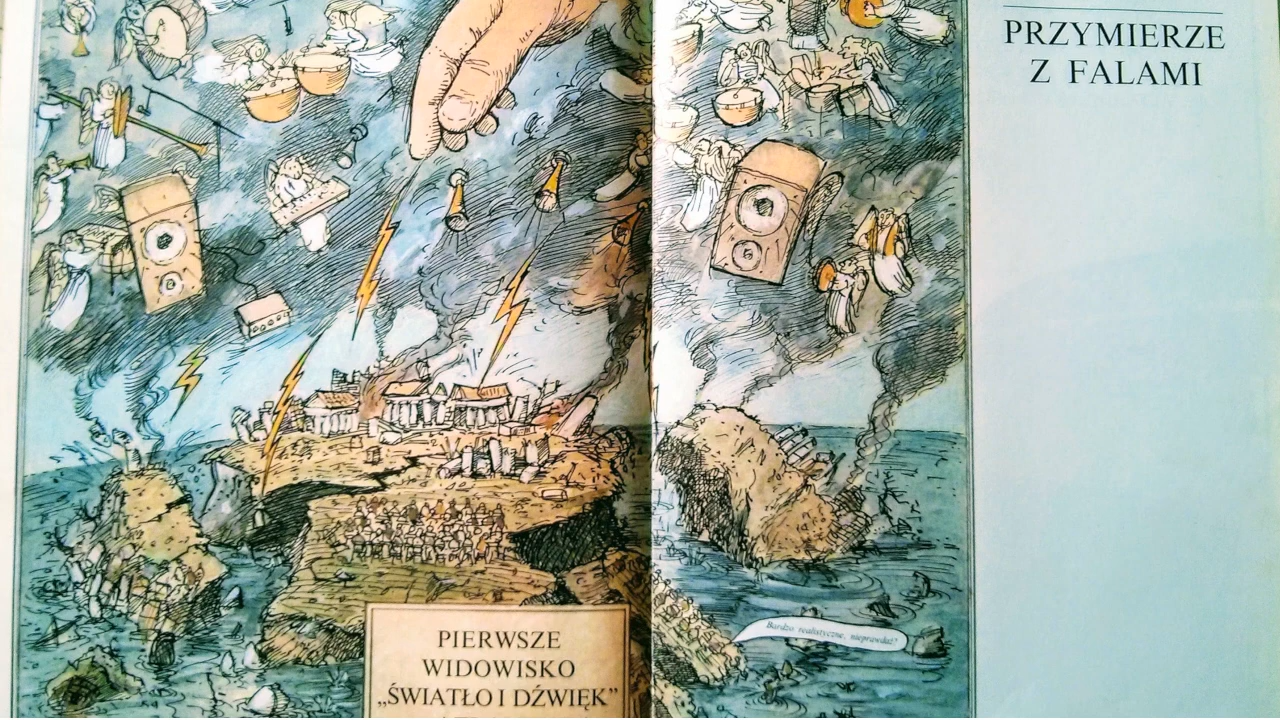 PIERWSZE
WIDOWISKO
„ŚWIATŁO I DŹWIĘK”
Bardzo realistyczne, nieprawdaż?
PRZYMIERZE
Z FALAMI